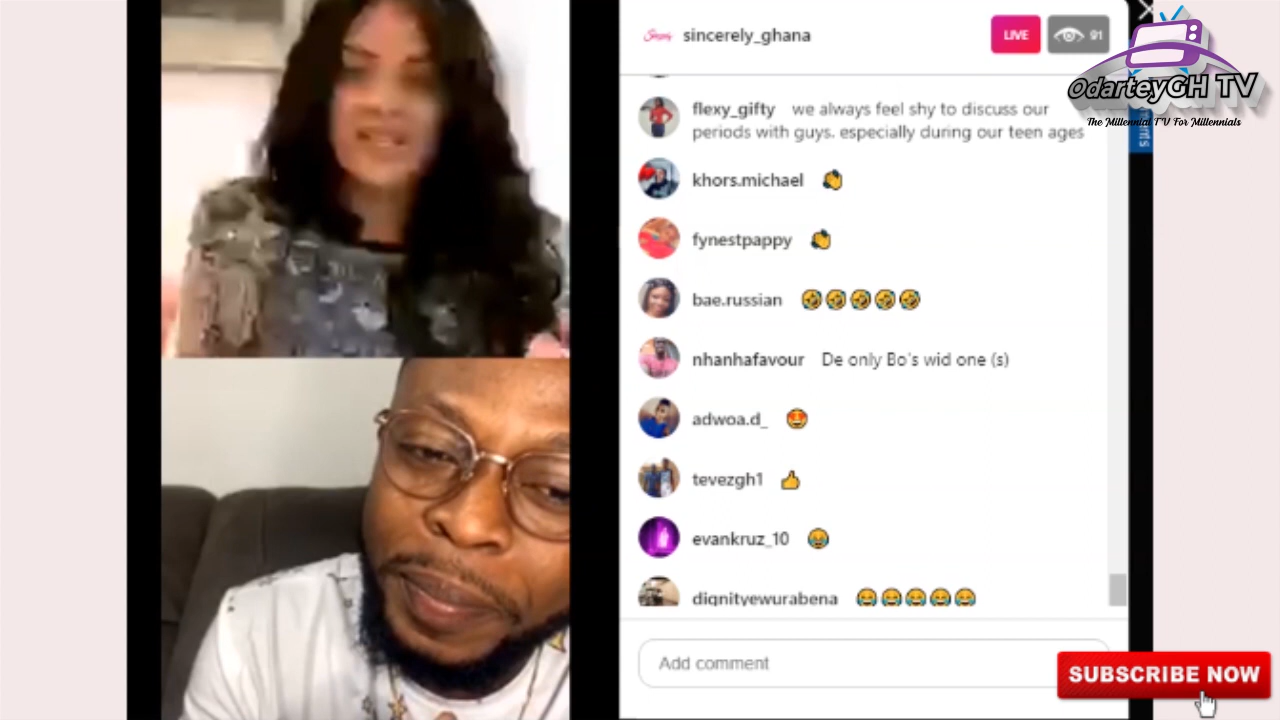 sincerely_ghana
LIVE
91
OdarteyGH TV
The Millennial TV For Millennials
flexy_gifty we always feel shy to discuss our
periods with guys. especially during our teen ages
khors.michael 👏
fynestpappy 👏
bae.russian 🤣🤣🤣🤣🤣
nhanhafavour De only Bo's wid one (s)
adwoa.d_ 😍
tevezgh1 👍
evankruz_10 😂
dignityewurabena 😂😂😂😂😂
Add comment
SUBSCRIBE NOW